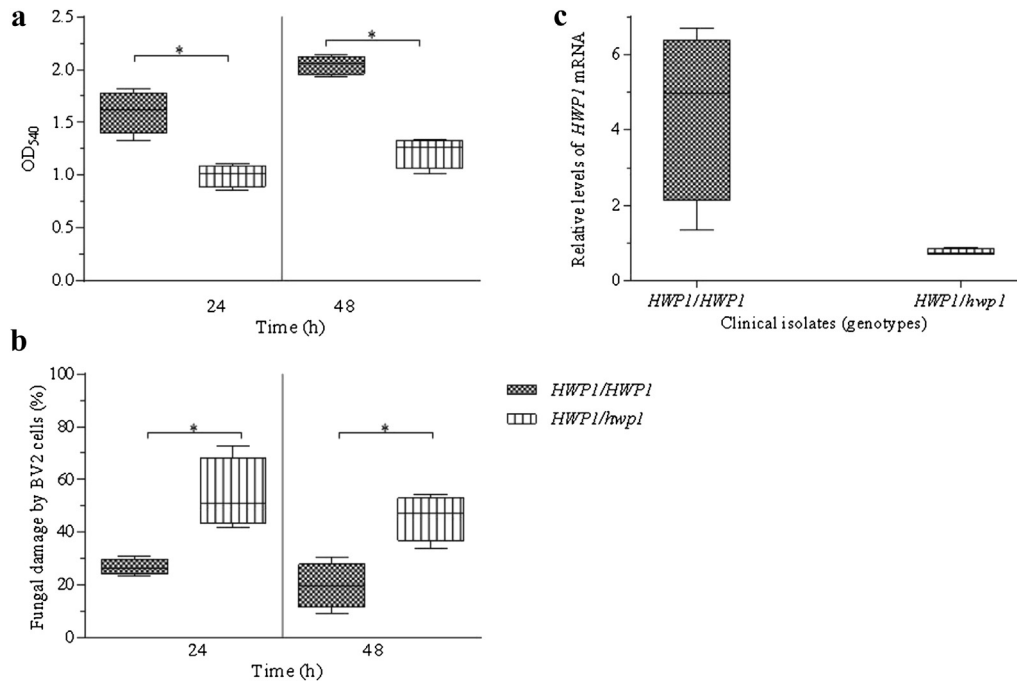 a
*
*
2.5
2.0
1.5
1.0
0.5
0.0
OD540
24
48
Time (h)
c
6
4
2
0
Relative levels of HWP1 mRNA
HWP1/HWP1
HWP1/hwp1
Clinical isolates (genotypes)
b
*
*
100
80
60
40
20
0
Fungal damage by BV2 cells (%)
24
48
Time (h)
HWP1/HWP1
HWP1/hwp1